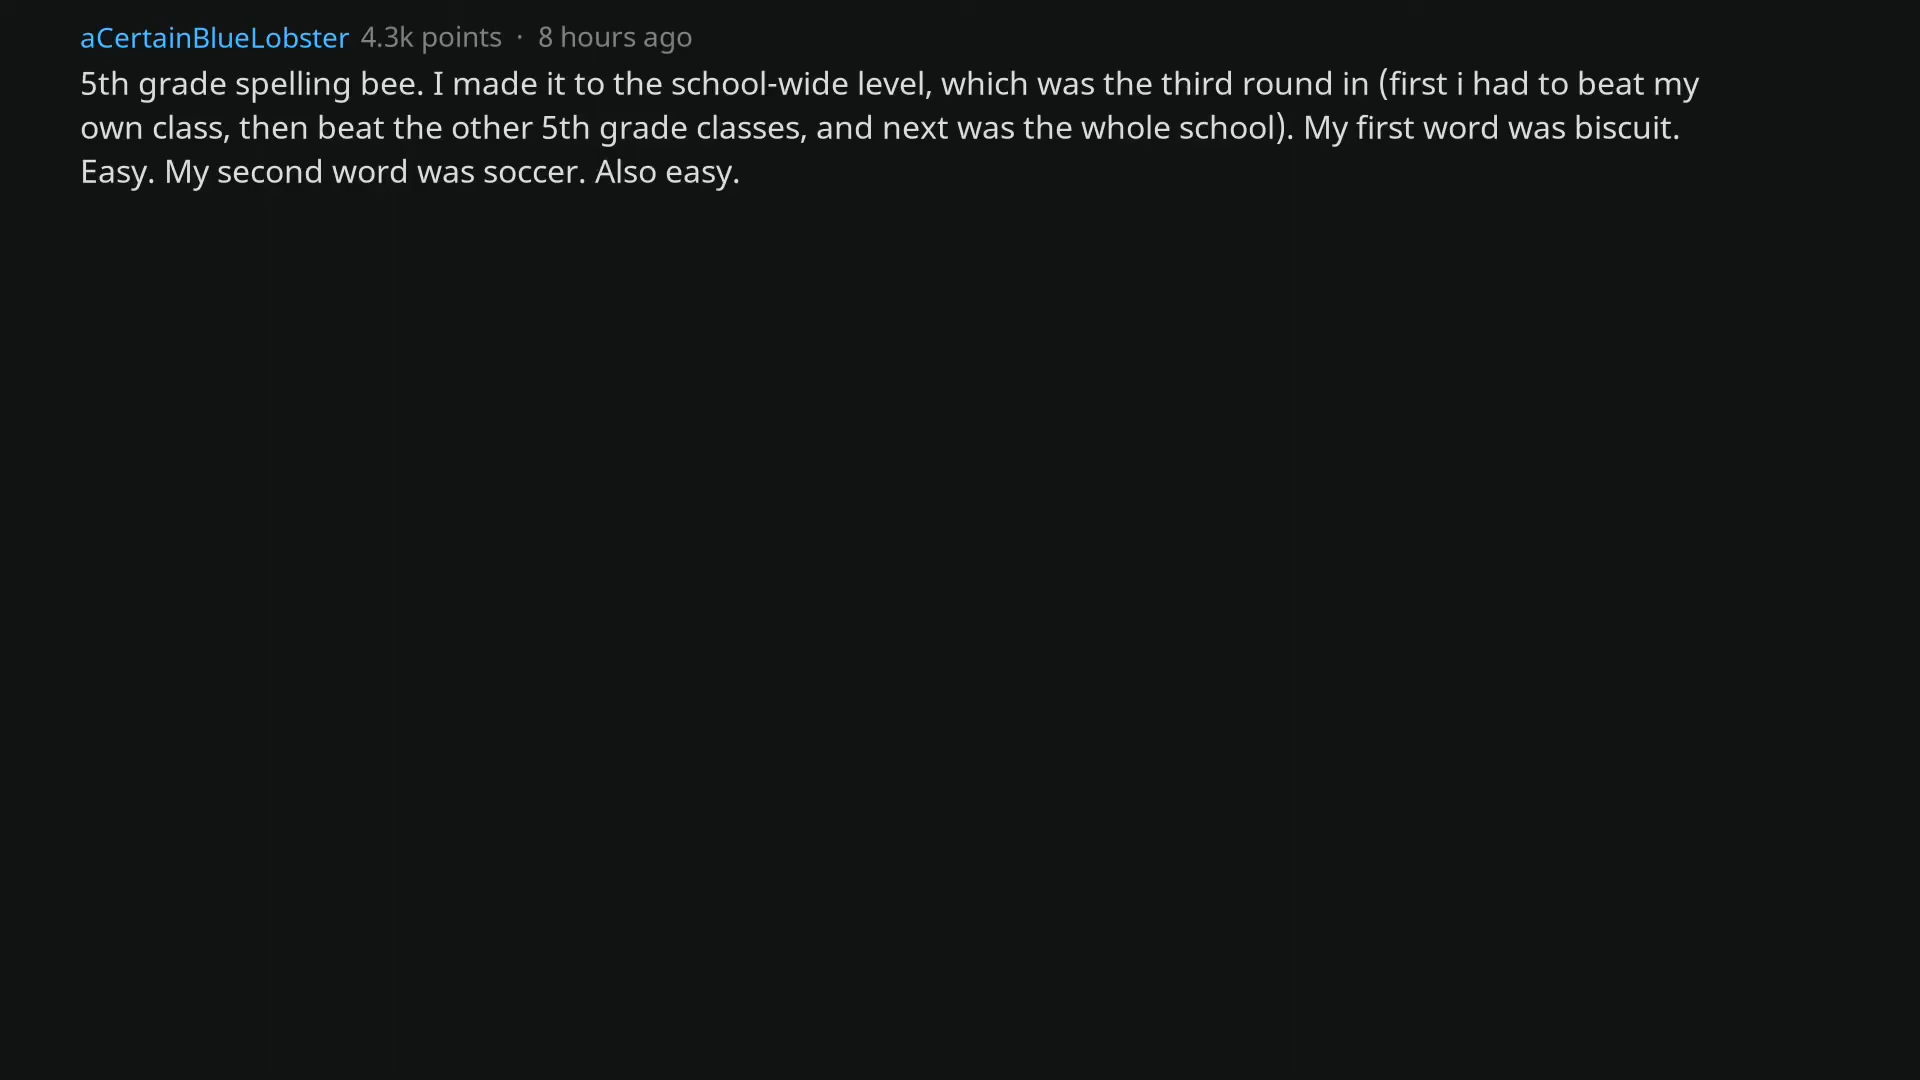 aCertainBlueLobster 4.3k points · 8 hours ago
5th grade spelling bee. I made it to the school-wide level, which was the third round in (first i had to beat my
own class, then beat the other 5th grade classes, and next was the whole school). My first word was biscuit.
Easy. My second word was soccer. Also easy.